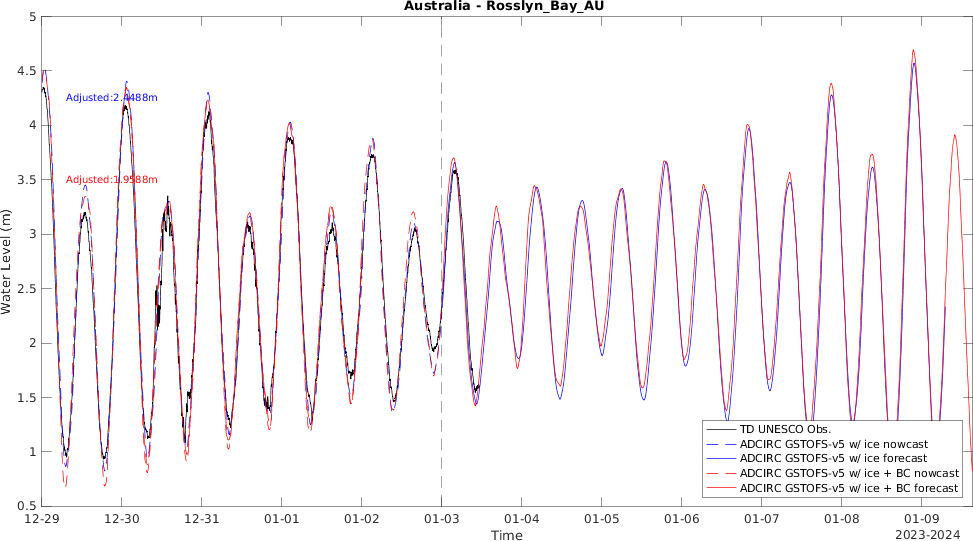 Australia - Rosslyn_Bay_AU
5
4.5
4
3.5
3
2.5
2
1.5
1
0.5
Water Level (m)
Adjusted:2.4488m
Adjusted:1.9588m
TD UNESCO Obs.
ADCIRC GSTOFS-v5 w/ ice nowcast
ADCIRC GSTOFS-v5 w/ ice forecast
ADCIRC GSTOFS-v5 w/ ice + BC nowcast
ADCIRC GSTOFS-v5 w/ ice + BC forecast
12-29 12-30 12-31 01-01 01-02 01-03 01-04 01-05 01-06 01-07 01-08 01-09
Time
2023-2024